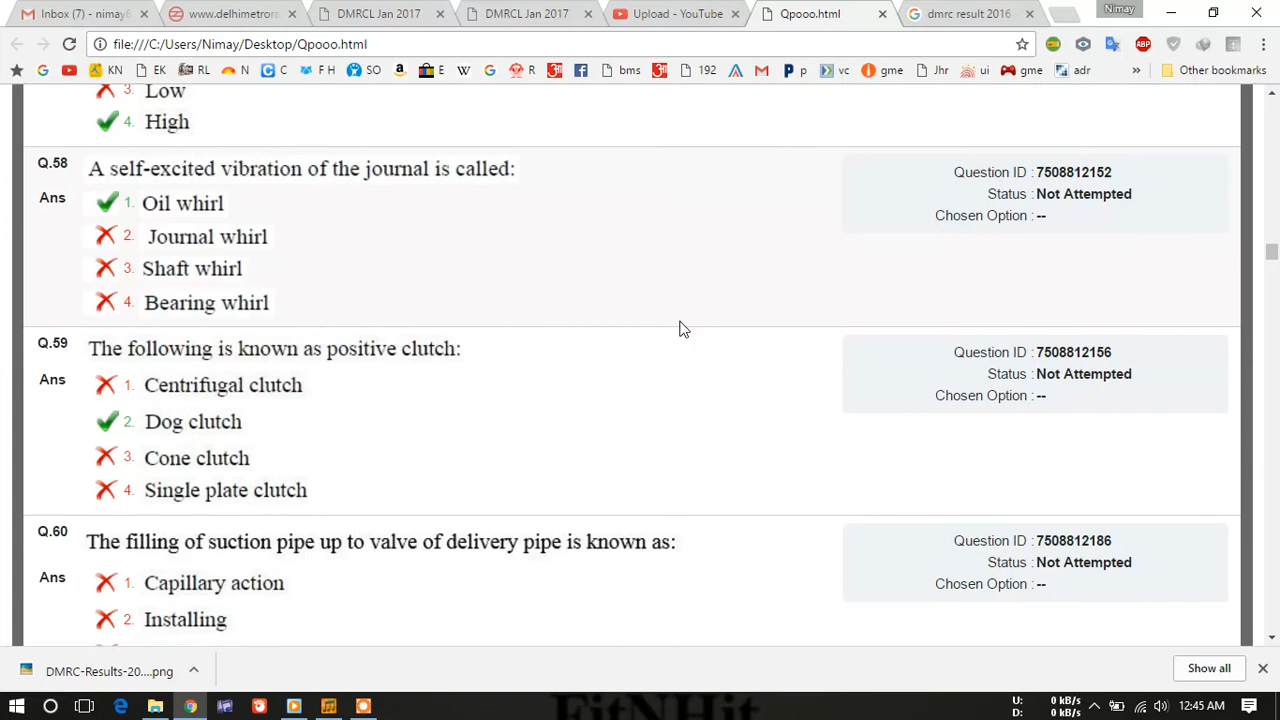 Inbox (7) - nimay8
www.delhimetrora
DMRCL Jan 2017
DMRCL Jan 2017
Upload - YouTube
Qpooo.html
dmrc result 2016 -
Nimay
file:///C:/Users/Nimay/Desktop/Qpooo.html
KN EK RL N C F H SO E R bms 192 p vc gme Jhr ui gme adr » Other bookmarks
3. Low
4. High
Q.58 A self-excited vibration of the journal is called:
Ans 1. Oil whirl
2. Journal whirl
3. Shaft whirl
4. Bearing whirl
Question ID : 7508812152
Status : Not Attempted
Chosen Option : --
Q.59 The following is known as positive clutch:
Ans 1. Centrifugal clutch
2. Dog clutch
3. Cone clutch
4. Single plate clutch
Question ID : 7508812156
Status : Not Attempted
Chosen Option : --
Q.60 The filling of suction pipe up to valve of delivery pipe is known as:
Ans 1. Capillary action
2. Installing
Question ID : 7508812186
Status : Not Attempted
Chosen Option : --
DMRC-Results-20....png
Show all
FitNHit
U: 0 kB/s
D: 0 kB/s
12:45 AM